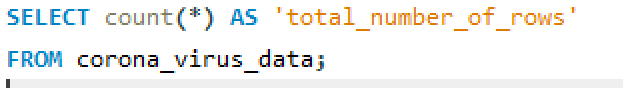 SELECT count(*) AS 'total_number_of_rows'
FROM corona_virus_data;